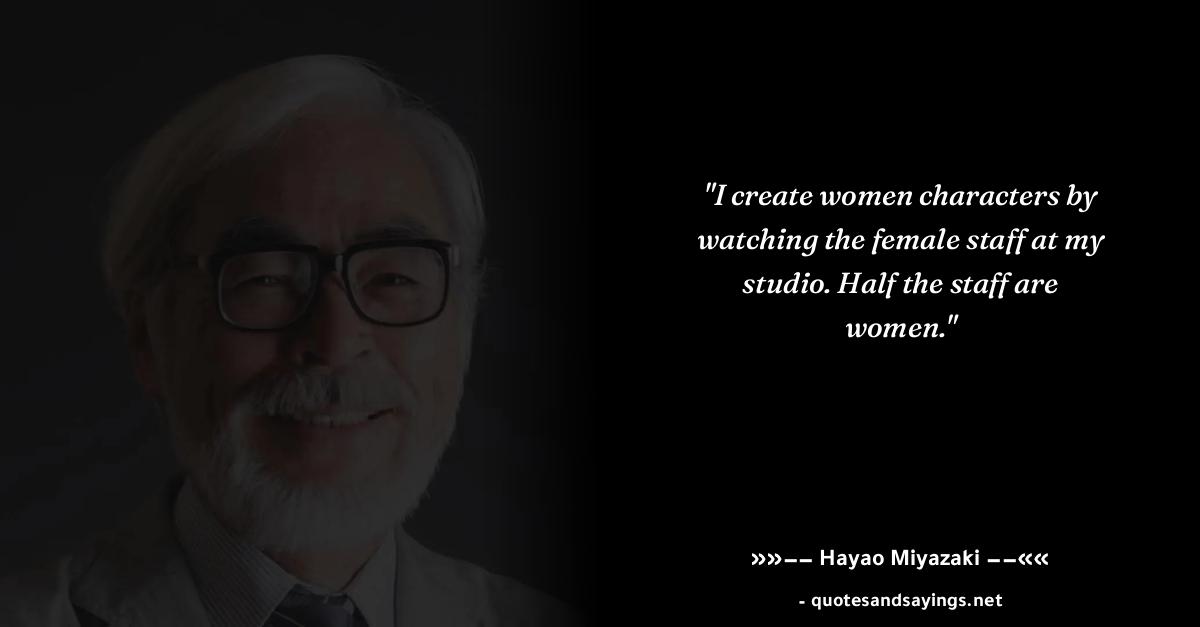 "I create women characters by
watching the female staff at my
studio. Half the staff are
women."
»»−− Hayao Miyazaki −−««
- quotesandsayings.net